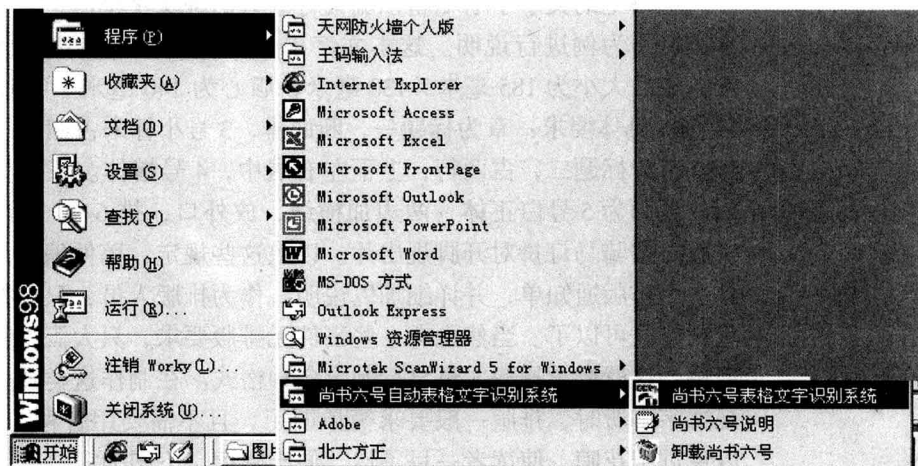 程序(P)
收藏夹(A)
文档(D)
设置(S)
查找(F)
帮助(H)
运行(R)...
注销 Worky(L)...
关闭系统(U)...
Windows98
开始
图
天网防火墙个人版
王码输入法
Internet Explorer
Microsoft Access
Microsoft Excel
Microsoft FrontPage
Microsoft Outlook
Microsoft PowerPoint
Microsoft Word
MS-DOS 方式
Outlook Express
Windows 资源管理器
Microtek ScanWizard 5 for Windows
尚书六号自动表格文字识别系统
Adobe
北大方正
尚书六号表格文字识别系统
尚书六号说明
卸载尚书六号